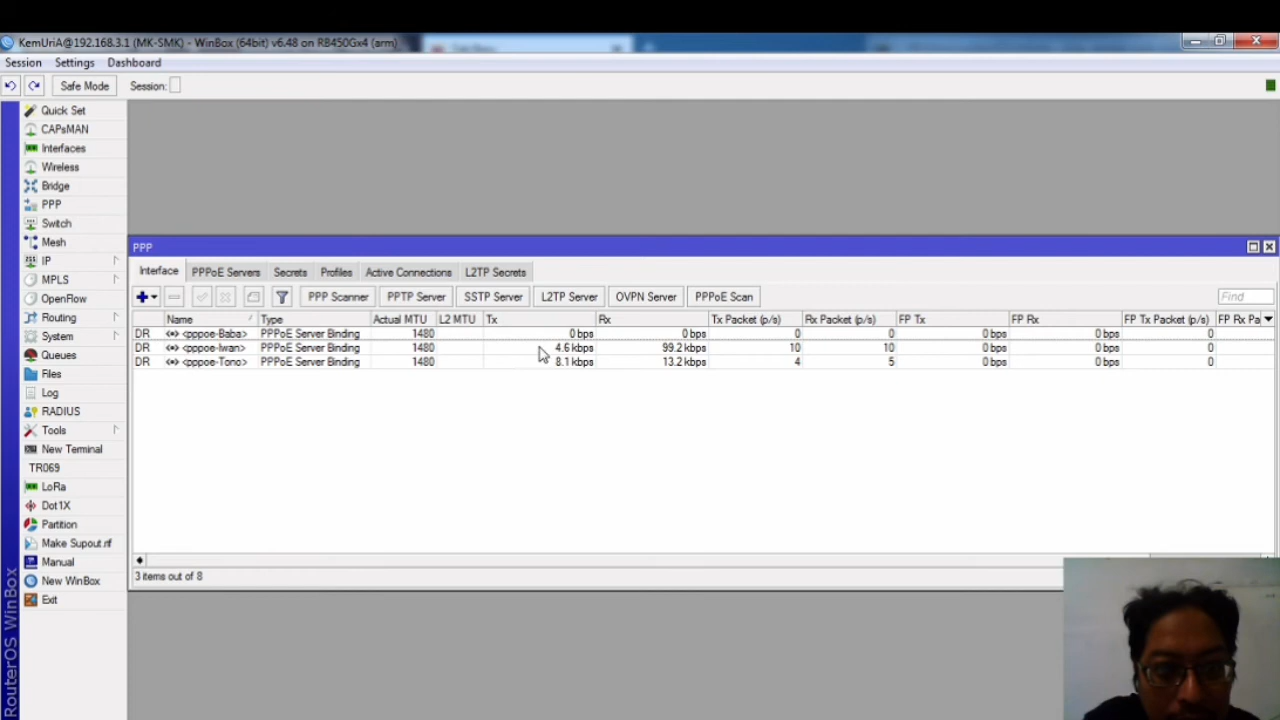 KemUriA@192.168.3.1 (MK-SMK) - WinBox (64bit) v6.48 on RB450Gx4 (arm)
Session Settings Dashboard
Safe Mode Session:
Quick Set
CAPsMAN
Interfaces
Wireless
Bridge
PPP
Switch
Mesh
IP
MPLS
OpenFlow
Routing
System
Queues
Files
Log
RADIUS
Tools
New Terminal
TR069
LoRa
Dot1X
Partition
Make Supout.rif
Manual
New WinBox
Exit
RouterOS WinBox
PPP
Interface PPPoE Servers Secrets Profiles Active Connections L2TP Secrets
PPP Scanner PPTP Server SSTP Server L2TP Server OVPN Server PPPoE Scan Find
Name Type Actual MTU L2 MTU Tx Rx Tx Packet (p/s) Rx Packet (p/s) FP Tx FP Rx FP Tx Packet (p/s) FP Rx Pa
DR <pppoe-Baba> PPPoE Server Binding 1480 0 bps 0 bps 0 0 0 bps 0 bps 0
DR <pppoe-Iwan> PPPoE Server Binding 1480 4.6 kbps 99.2 kbps 10 10 0 bps 0 bps 0
DR <pppoe-Tono> PPPoE Server Binding 1480 8.1 kbps 13.2 kbps 4 5 0 bps 0 bps 0
3 items out of 8